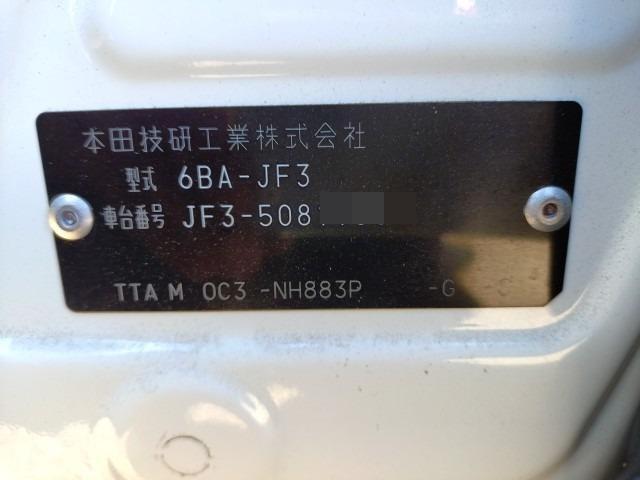 本田技研工業株式会社
型式 6BA-JF3
車台番号 JF3-508
TTA M 0C3 -NH883P -G -C